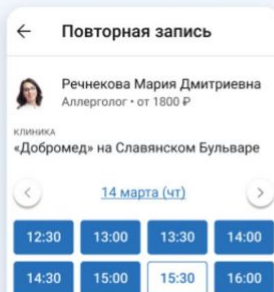 Повторная запись
Речнекова Мария Дмитриевна
Аллерголог • от 1800 ₽
КЛИНИКА
«Добромед» на Славянском Бульваре
14 марта (чт)
12:30 13:00 13:30 14:00
14:30 15:00 15:30 16:00